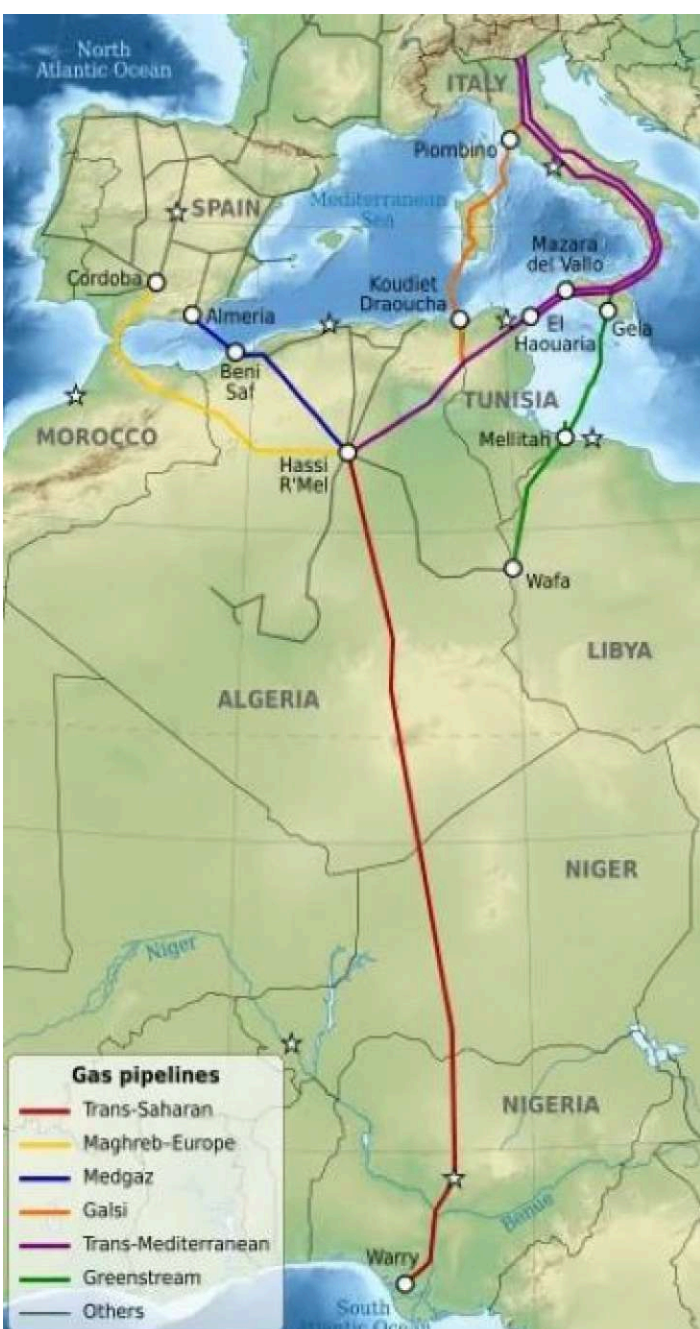 North
Atlantic Ocean
ITALY
Piombino
Mediterranean
Sea
SPAIN
Mazara
del Vallo
Cordoba
Koudiet
Draoucha
Almeria
El
Haouaria
Gela
Beni
Saf
TUNISIA
MOROCCO
Mellitah
Hassi
R'Mel
Wafa
LIBYA
ALGERIA
NIGER
Niger
Gas pipelines
Trans-Saharan
Maghreb-Europe
Medgaz
Galsi
Trans-Mediterranean
Greenstream
Others
NIGERIA
Benue
Warry
South
Atlantic Ocean